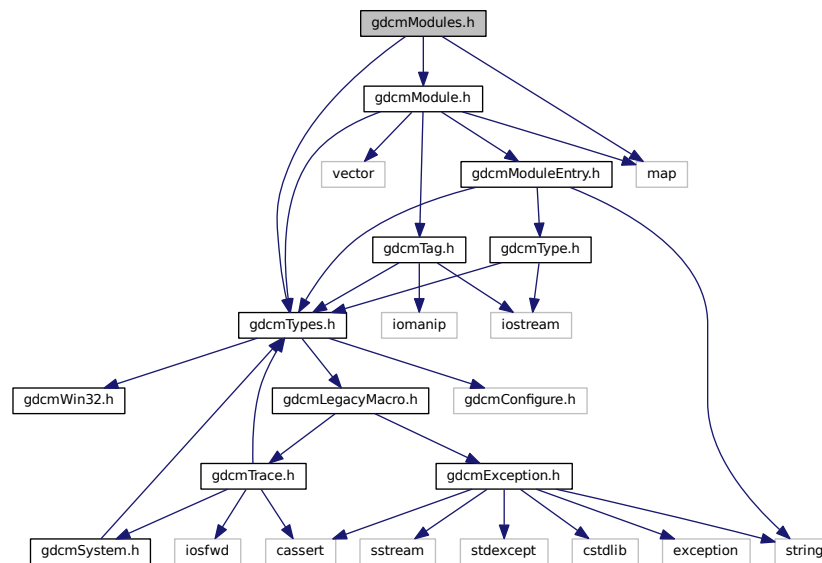 gdcmModules.h
gdcmModule.h
vector
gdcmModuleEntry.h
map
gdcmTag.h
gdcmType.h
gdcmTypes.h
iomanip
iostream
gdcmWin32.h
gdcmLegacyMacro.h
gdcmConfigure.h
gdcmTrace.h
gdcmException.h
gdcmSystem.h
iosfwd
cassert
sstream
stdexcept
cstdlib
exception
string